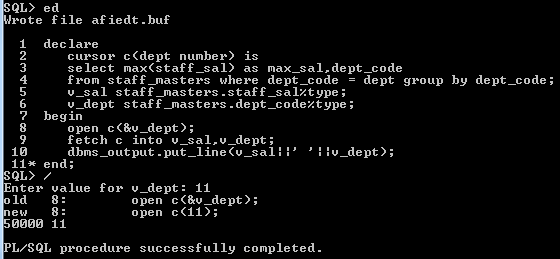 SQL> ed
Wrote file afiedt.buf
  1  declare
  2     cursor c(dept number) is
  3     select max(staff_sal) as max_sal,dept_code
  4     from staff_masters where dept_code = dept group by dept_code;
  5     v_sal staff_masters.staff_sal%type;
  6     v_dept staff_masters.dept_code%type;
  7  begin
  8     open c(&v_dept);
  9     fetch c into v_sal,v_dept;
 10     dbms_output.put_line(v_sal||' '||v_dept);
 11* end;
SQL> /
Enter value for v_dept: 11
old   8:        open c(&v_dept);
new   8:        open c(11);
50000 11
PL/SQL procedure successfully completed.